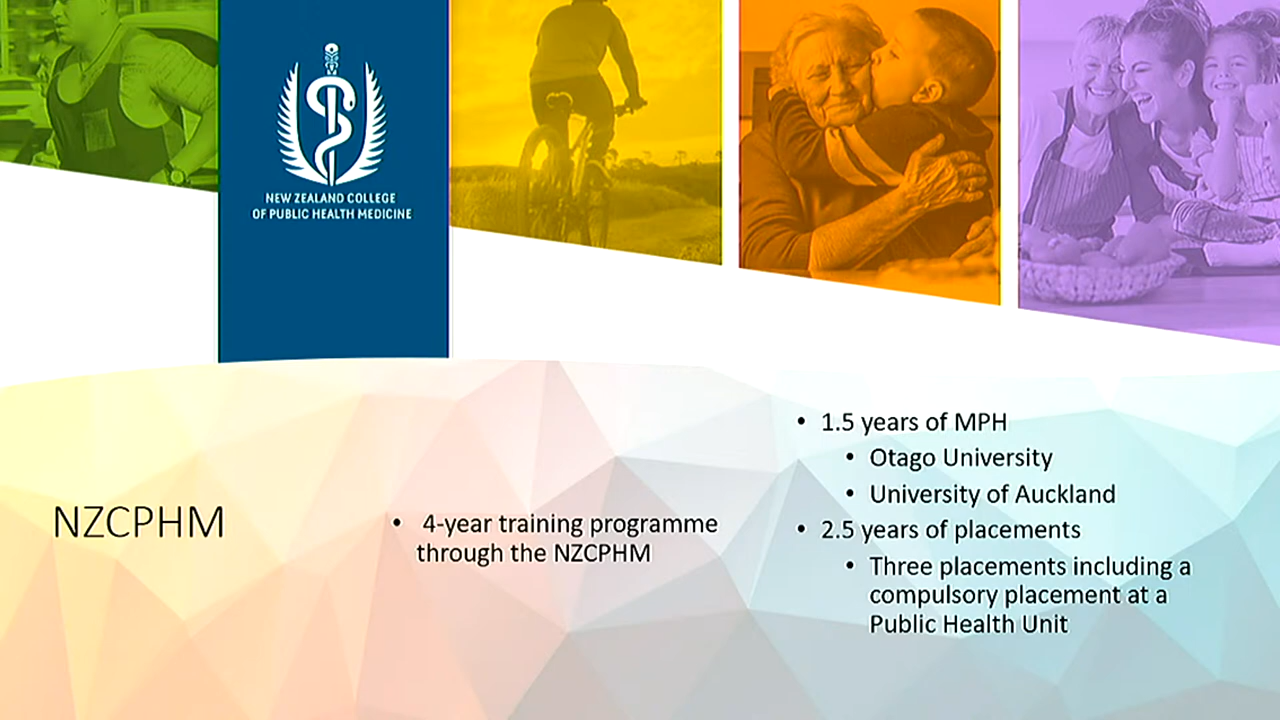 NEW ZEALAND COLLEGE
OF PUBLIC HEALTH MEDICINE
NZCPHM
• 4-year training programme
through the NZCPHM
• 1.5 years of MPH
• Otago University
• University of Auckland
• 2.5 years of placements
• Three placements including a
compulsory placement at a
Public Health Unit